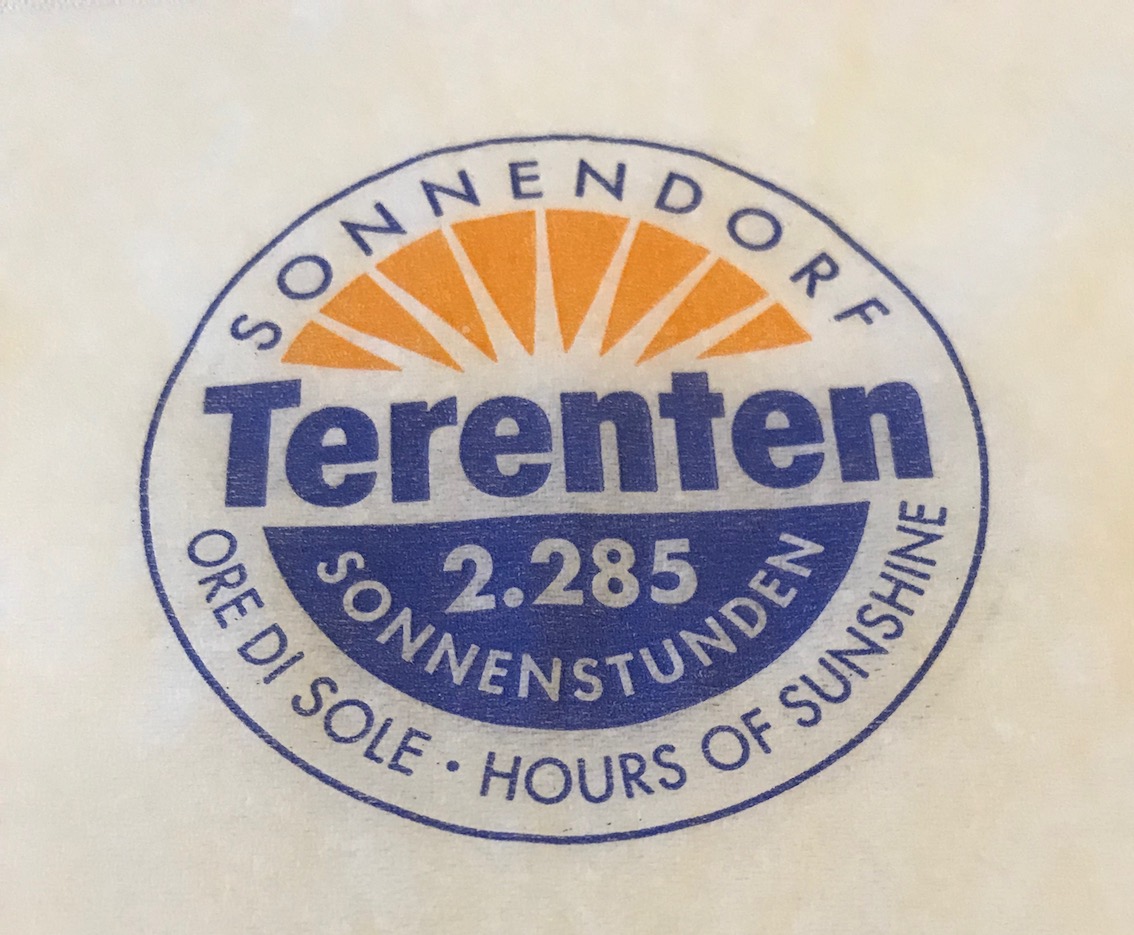 SONNENDORF
Terenten
2.285
SONNENSTUNDEN
ORE DI SOLE · HOURS OF SUNSHINE